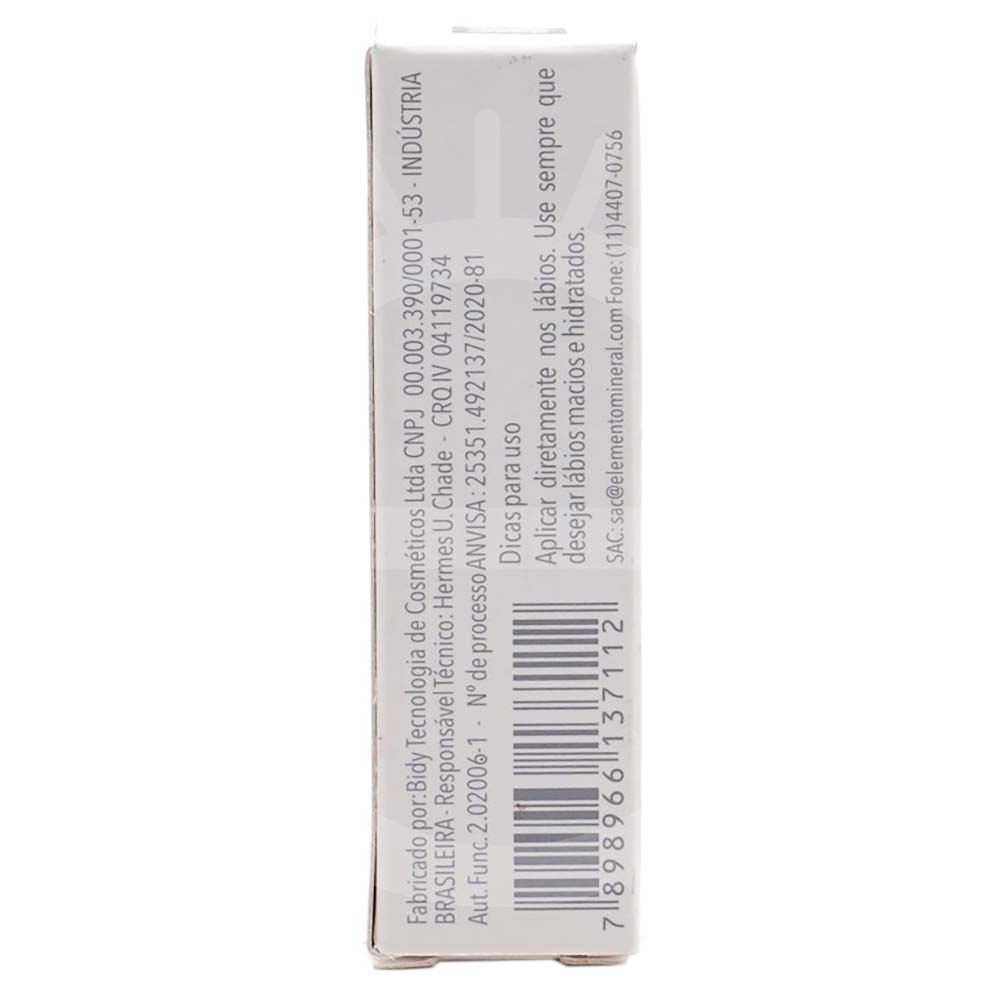 Fabricado por: Bidy Tecnologia de Cosméticos Ltda CNPJ 00.003.390/0001-53 - INDÚSTRIA
BRASILEIRA - Responsável Técnico: Hermes U. Chade - CRQ IV 04119734
Aut. Func. 2.02006-1 - Nº de processo ANVISA: 25351.492137/2020-81
Dicas para uso
Aplicar diretamente nos lábios. Use sempre que
desejar lábios macios e hidratados.
SAC: sac@elementomineral.com Fone: (11) 4407-0756
7 898966 137112